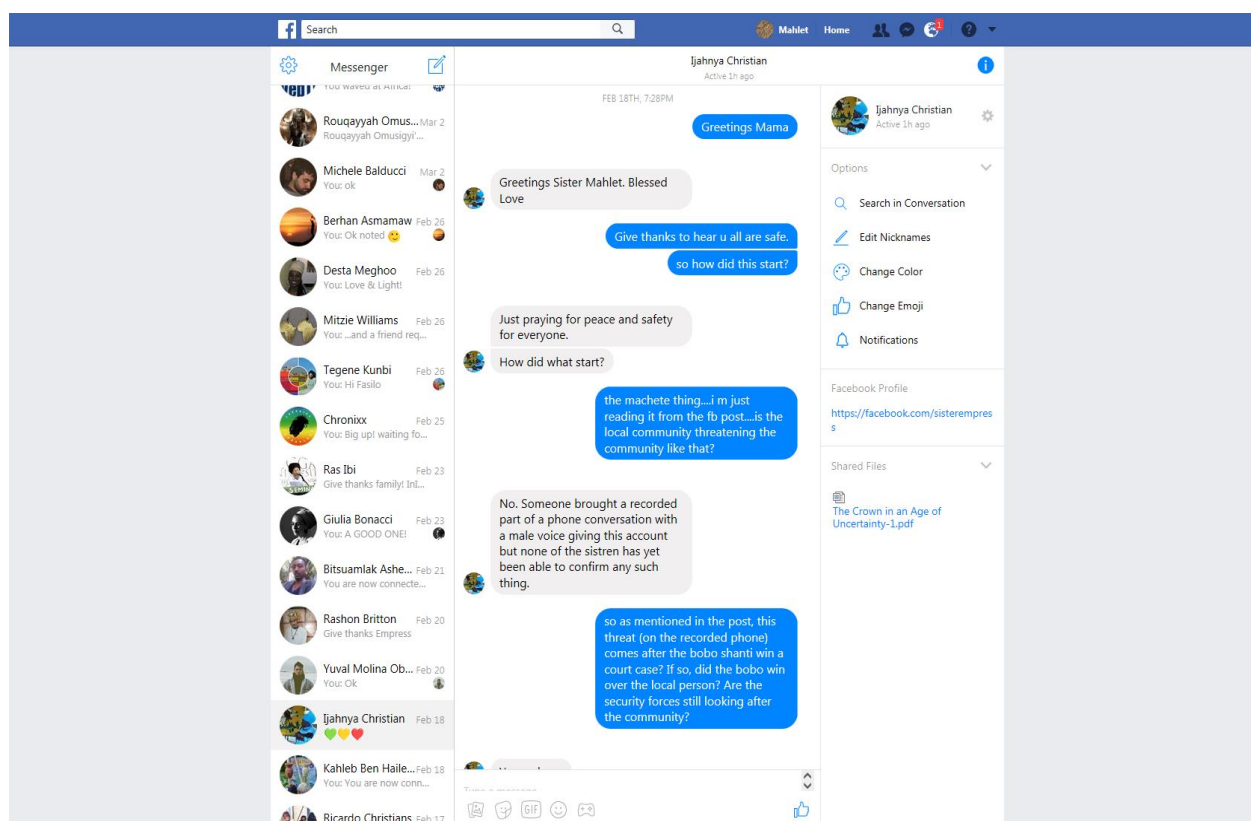 f
Search
Mahlet
Home
1
?
Messenger
Ijahnya Christian
Active 1h ago
i
You waved at Africa!
Rouqayyah Omus... Mar 2
Rouqayyah Omusigyi'...
Michele Balducci Mar 2
You: ok
Berhan Asmamaw Feb 26
You: Ok noted 🙂
Desta Meghoo Feb 26
You: Love & Light!
Mitzie Williams Feb 26
You: ...and a friend req...
Tegene Kunbi Feb 26
You: Hi Fasilo
Chronixx Feb 25
You: Big up! waiting fo...
Ras Ibi Feb 23
Give thanks family! InI...
Giulia Bonacci Feb 23
You: A GOOD ONE!
Bitsuamlak Ashe... Feb 21
You are now connecte...
Rashon Britton Feb 20
Give thanks Empress
Yuval Molina Ob... Feb 20
You: Ok
Ijahnya Christian Feb 18
💚💛❤️
Kahleb Ben Haile... Feb 18
You: You are now conn...
Ricardo Christians Feb 17
FEB 18TH, 7:28PM
Greetings Mama
Greetings Sister Mahlet. Blessed
Love
Give thanks to hear u all are safe.
so how did this start?
Just praying for peace and safety
for everyone.
How did what start?
the machete thing....i m just
reading it from the fb post....is the
local community threatening the
community like that?
No. Someone brought a recorded
part of a phone conversation with
a male voice giving this account
but none of the sistren has yet
been able to confirm any such
thing.
so as mentioned in the post, this
threat (on the recorded phone)
comes after the bobo shanti win a
court case? If so, did the bobo win
over the local person? Are the
security forces still looking after
the community?
GIF
Ijahnya Christian
Active 1h ago
Options
Search in Conversation
Edit Nicknames
Change Color
Change Emoji
Notifications
Facebook Profile
https://facebook.com/sisterempres
s
Shared Files
The Crown in an Age of
Uncertainty-1.pdf